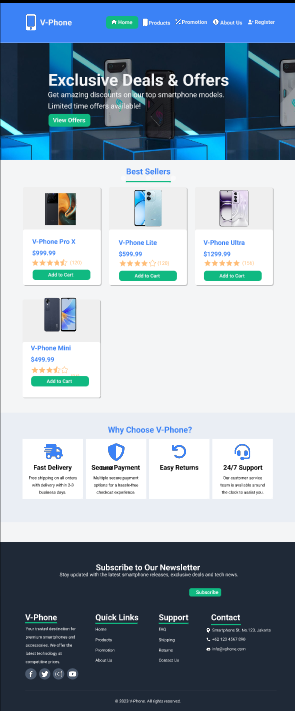 V-Phone
Home
Products
Promotion
About Us
Register
Exclusive Deals & Offers
Get amazing discounts on our top smartphone models.
Limited time offers available!
View Offers
Best Sellers
V-Phone Pro X
$999.99
Add to Cart
V-Phone Lite
$599.99
Add to Cart
V-Phone Ultra
$1299.99
Add to Cart
V-Phone Mini
$499.99
Add to Cart
Why Choose V-Phone?
Fast Delivery
Free shipping on all orders
with delivery within 2-3
business days
Payment
Multiple secure payment
options for a hassle-free
checkout experience
Easy Returns
24/7 Support
Our customer service
team is available around
the clock to assist you.
Subscribe to Our Newsletter
Stay updated with the latest smartphone releases, exclusive deals and tech news.
Subscribe
V-Phone
Your trusted destination for
premium smartphones and
accessories. We offer the
latest technology at
competitive prices.
Quick Links
Home
Products
Promotion
About Us
Support
FAQ
Shipping
Returns
Contact Us
Contact
Smartphone St. No.123, Jakarta
+62 123 4567 890
info@vphone.com
© 2023 V-Phone. All rights reserved.